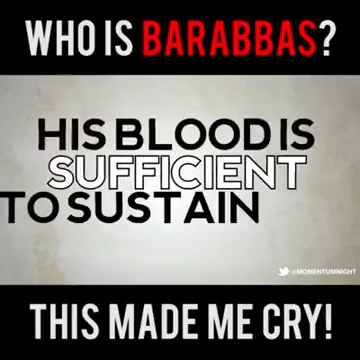 WHO IS BARABBAS?
HIS BLOOD IS
SUFFICIENT
TO SUSTAIN
@MOMENTUMNIGHT
THIS MADE ME CRY!